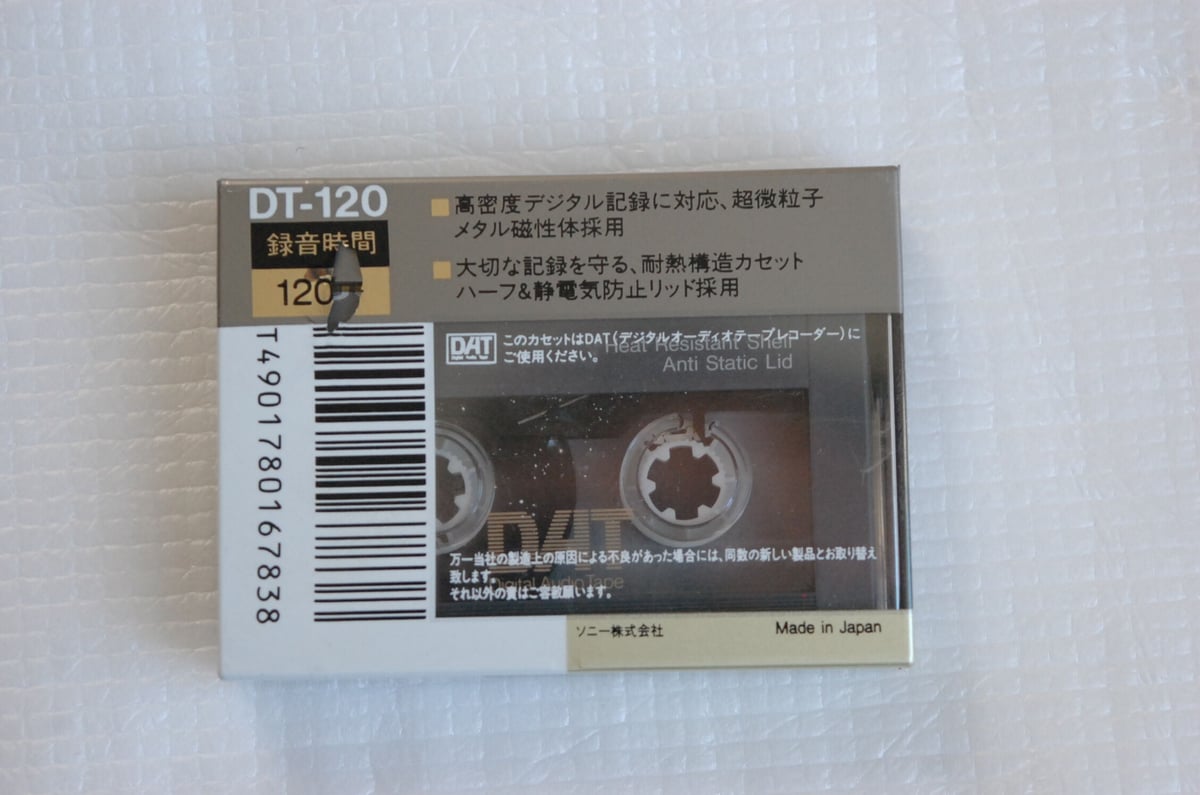 DT-120
録音時間
120
■高密度デジタル記録に対応、超微粒子
メタル磁性体採用
■大切な記録を守る、耐熱構造カセット
ハーフ&静電気防止リッド採用
T4901780167838
DAT
このカセットはDAT(デジタルオーディオテープレコーダー)に
ご使用ください。
Heat Resistant Shell
Anti Static Lid
DAT
Digital Audio Tape
万一当社の製造上の原因による不良があった場合には、同数の新しい製品とお取り替え
致します。
それ以外の責はご容赦願います。
ソニー株式会社
Made in Japan